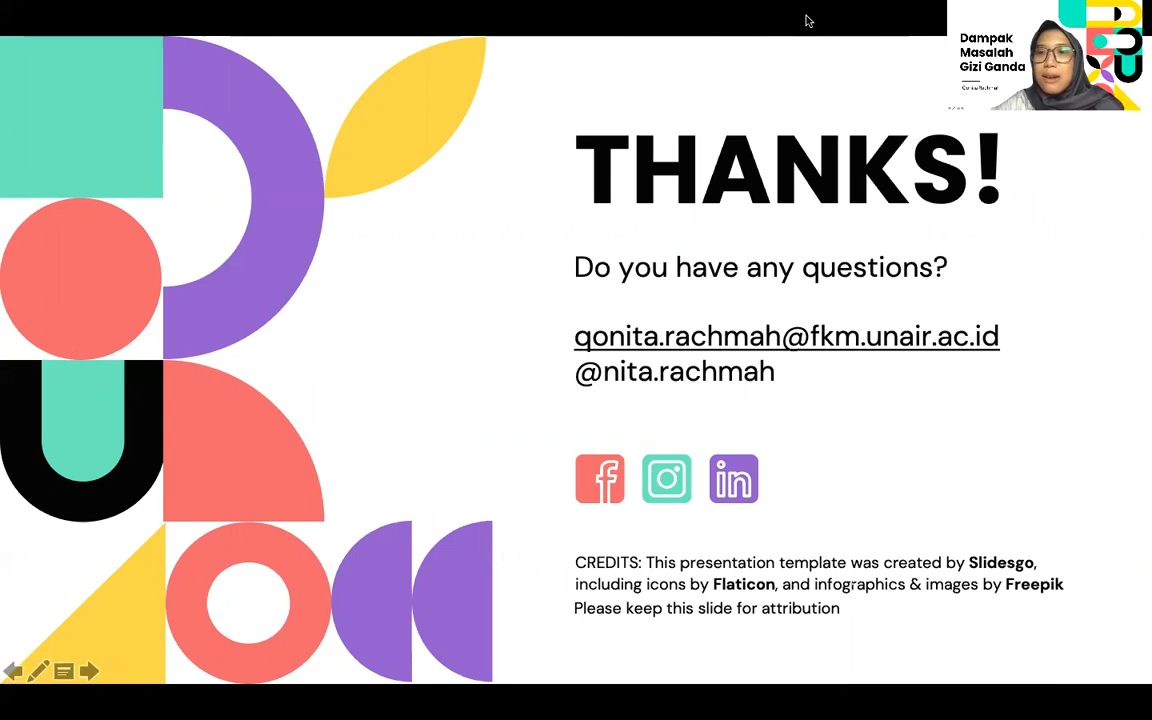 Dampak
Masalah
Gizi Ganda
Qonita Rachmah
THANKS!
Do you have any questions?
qonita.rachmah@fkm.unair.ac.id
@nita.rachmah
CREDITS: This presentation template was created by Slidesgo,
including icons by Flaticon, and infographics & images by Freepik
Please keep this slide for attribution